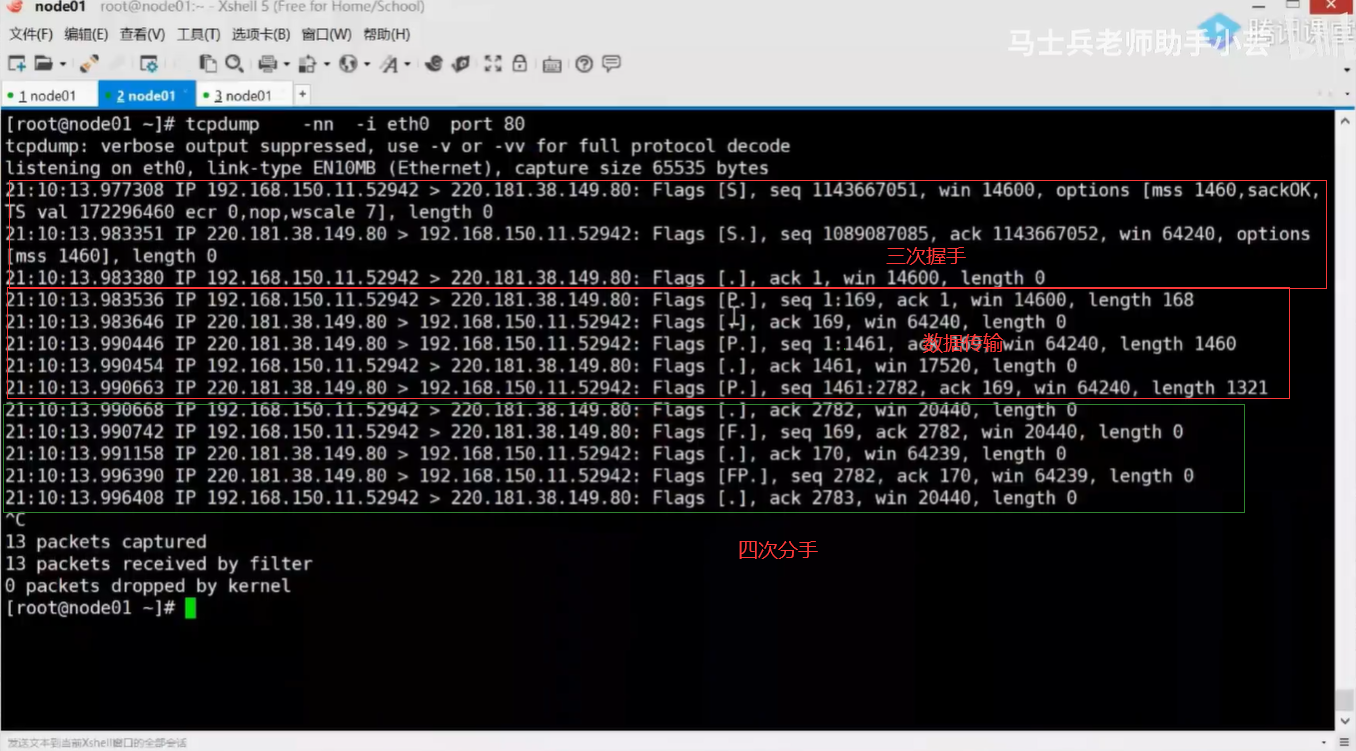 node01 root@node01:~ - Xshell 5 (Free for Home/School)
文件(F) 编辑(E) 查看(V) 工具(T) 选项卡(B) 窗口(W) 帮助(H)
腾讯课堂
马士兵老师助手小芸
1 node01 2 node01 3 node01 +
[root@node01 ~]# tcpdump -nn -i eth0 port 80
tcpdump: verbose output suppressed, use -v or -vv for full protocol decode
listening on eth0, link-type EN10MB (Ethernet), capture size 65535 bytes
21:10:13.977308 IP 192.168.150.11.52942 > 220.181.38.149.80: Flags [S], seq 1143667051, win 14600, options [mss 1460,sackOK,
TS val 172296460 ecr 0,nop,wscale 7], length 0
21:10:13.983351 IP 220.181.38.149.80 > 192.168.150.11.52942: Flags [S.], seq 1089087085, ack 1143667052, win 64240, options
[mss 1460], length 0
三次握手
21:10:13.983380 IP 192.168.150.11.52942 > 220.181.38.149.80: Flags [.], ack 1, win 14600, length 0
21:10:13.983536 IP 192.168.150.11.52942 > 220.181.38.149.80: Flags [P.], seq 1:169, ack 1, win 14600, length 168
21:10:13.983646 IP 220.181.38.149.80 > 192.168.150.11.52942: Flags [.], ack 169, win 64240, length 0
21:10:13.990446 IP 220.181.38.149.80 > 192.168.150.11.52942: Flags [P.], seq 1:1461, ack 169, win 64240, length 1460
数据传输
21:10:13.990454 IP 192.168.150.11.52942 > 220.181.38.149.80: Flags [.], ack 1461, win 17520, length 0
21:10:13.990663 IP 220.181.38.149.80 > 192.168.150.11.52942: Flags [P.], seq 1461:2782, ack 169, win 64240, length 1321
21:10:13.990668 IP 192.168.150.11.52942 > 220.181.38.149.80: Flags [.], ack 2782, win 20440, length 0
21:10:13.990742 IP 192.168.150.11.52942 > 220.181.38.149.80: Flags [F.], seq 169, ack 2782, win 20440, length 0
21:10:13.991158 IP 220.181.38.149.80 > 192.168.150.11.52942: Flags [.], ack 170, win 64239, length 0
21:10:13.996390 IP 220.181.38.149.80 > 192.168.150.11.52942: Flags [FP.], seq 2782, ack 170, win 64239, length 0
21:10:13.996408 IP 192.168.150.11.52942 > 220.181.38.149.80: Flags [.], ack 2783, win 20440, length 0
^C
13 packets captured
四次分手
13 packets received by filter
0 packets dropped by kernel
[root@node01 ~]#
发送文本到当前Xshell窗口的全部会话